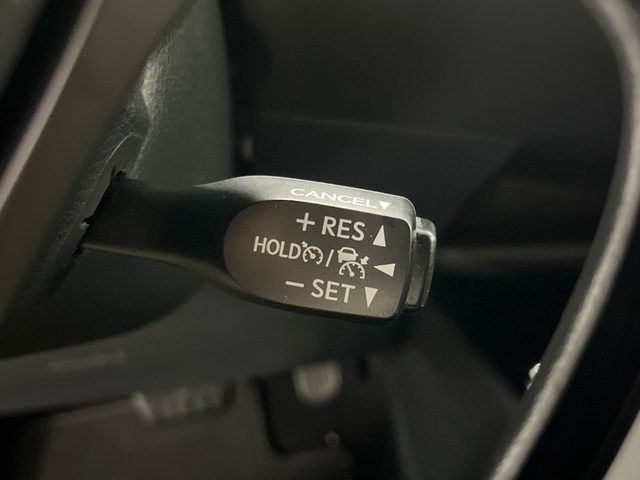 CANCEL▼
+ RES ▲
HOLD / ◀
− SET ▼